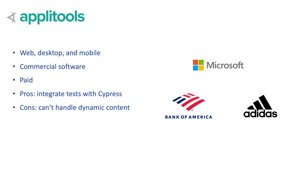 applitools
• Web, desktop, and mobile
• Commercial software
• Paid
• Pros: integrate tests with Cypress
• Cons: can't handle dynamic content
Microsoft
BANK OF AMERICA
adidas